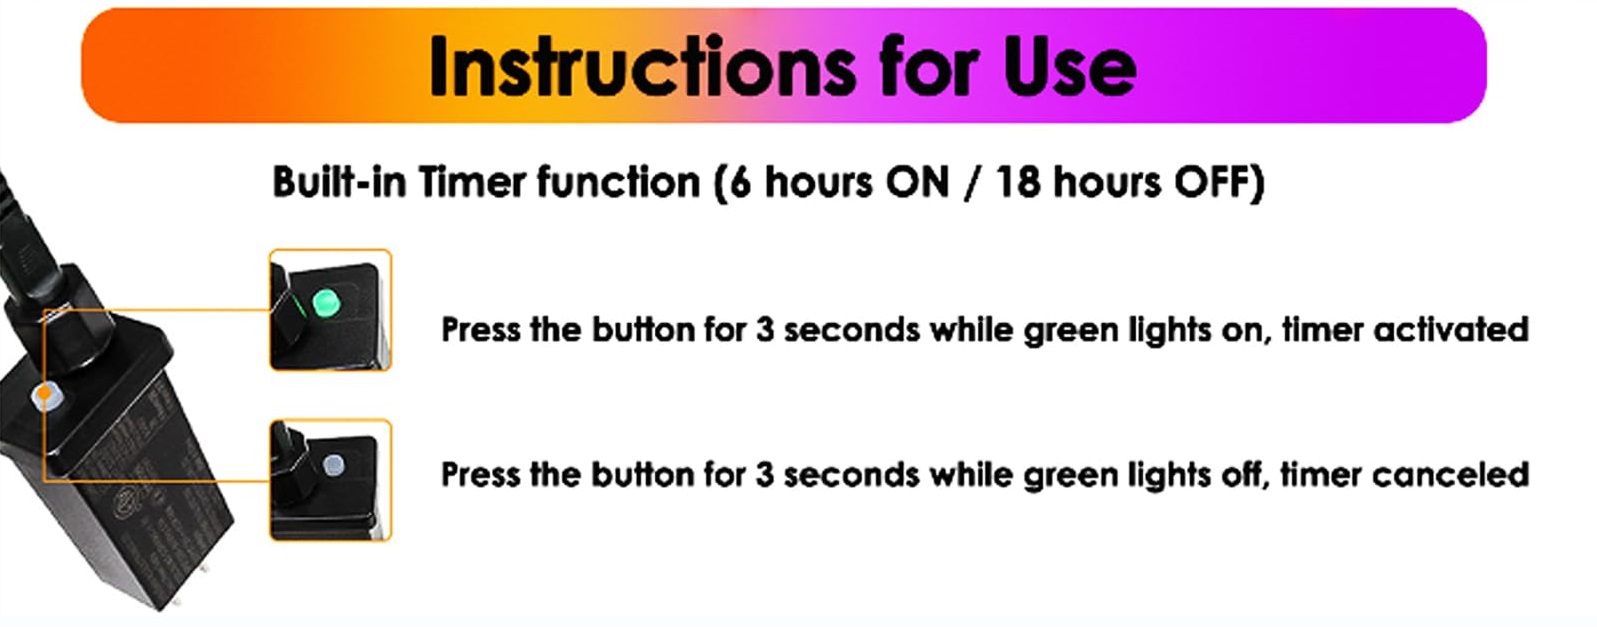 Instructions for Use
Built-in Timer function (6 hours ON / 18 hours OFF)
Press the button for 3 seconds while green lights on, timer activated
Press the button for 3 seconds while green lights off, timer canceled